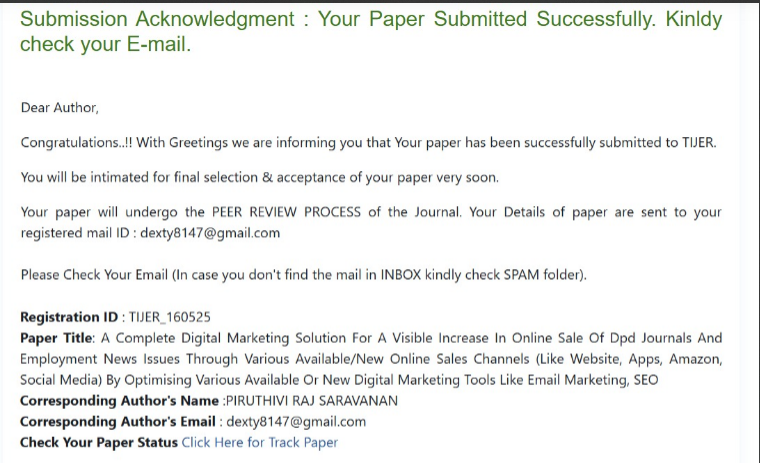 Submission Acknowledgment : Your Paper Submitted Successfully. Kinldy
check your E-mail.
Dear Author,
Congratulations..!! With Greetings we are informing you that Your paper has been successfully submitted to TIJER.
You will be intimated for final selection & acceptance of your paper very soon.
Your paper will undergo the PEER REVIEW PROCESS of the Journal. Your Details of paper are sent to your
registered mail ID : dexty8147@gmail.com
Please Check Your Email (In case you don't find the mail in INBOX kindly check SPAM folder).
Registration ID : TIJER_160525
Paper Title: A Complete Digital Marketing Solution For A Visible Increase In Online Sale Of Dpd Journals And
Employment News Issues Through Various Available/New Online Sales Channels (Like Website, Apps, Amazon,
Social Media) By Optimising Various Available Or New Digital Marketing Tools Like Email Marketing, SEO
Corresponding Author's Name :PIRUTHIVI RAJ SARAVANAN
Corresponding Author's Email : dexty8147@gmail.com
Check Your Paper Status Click Here for Track Paper